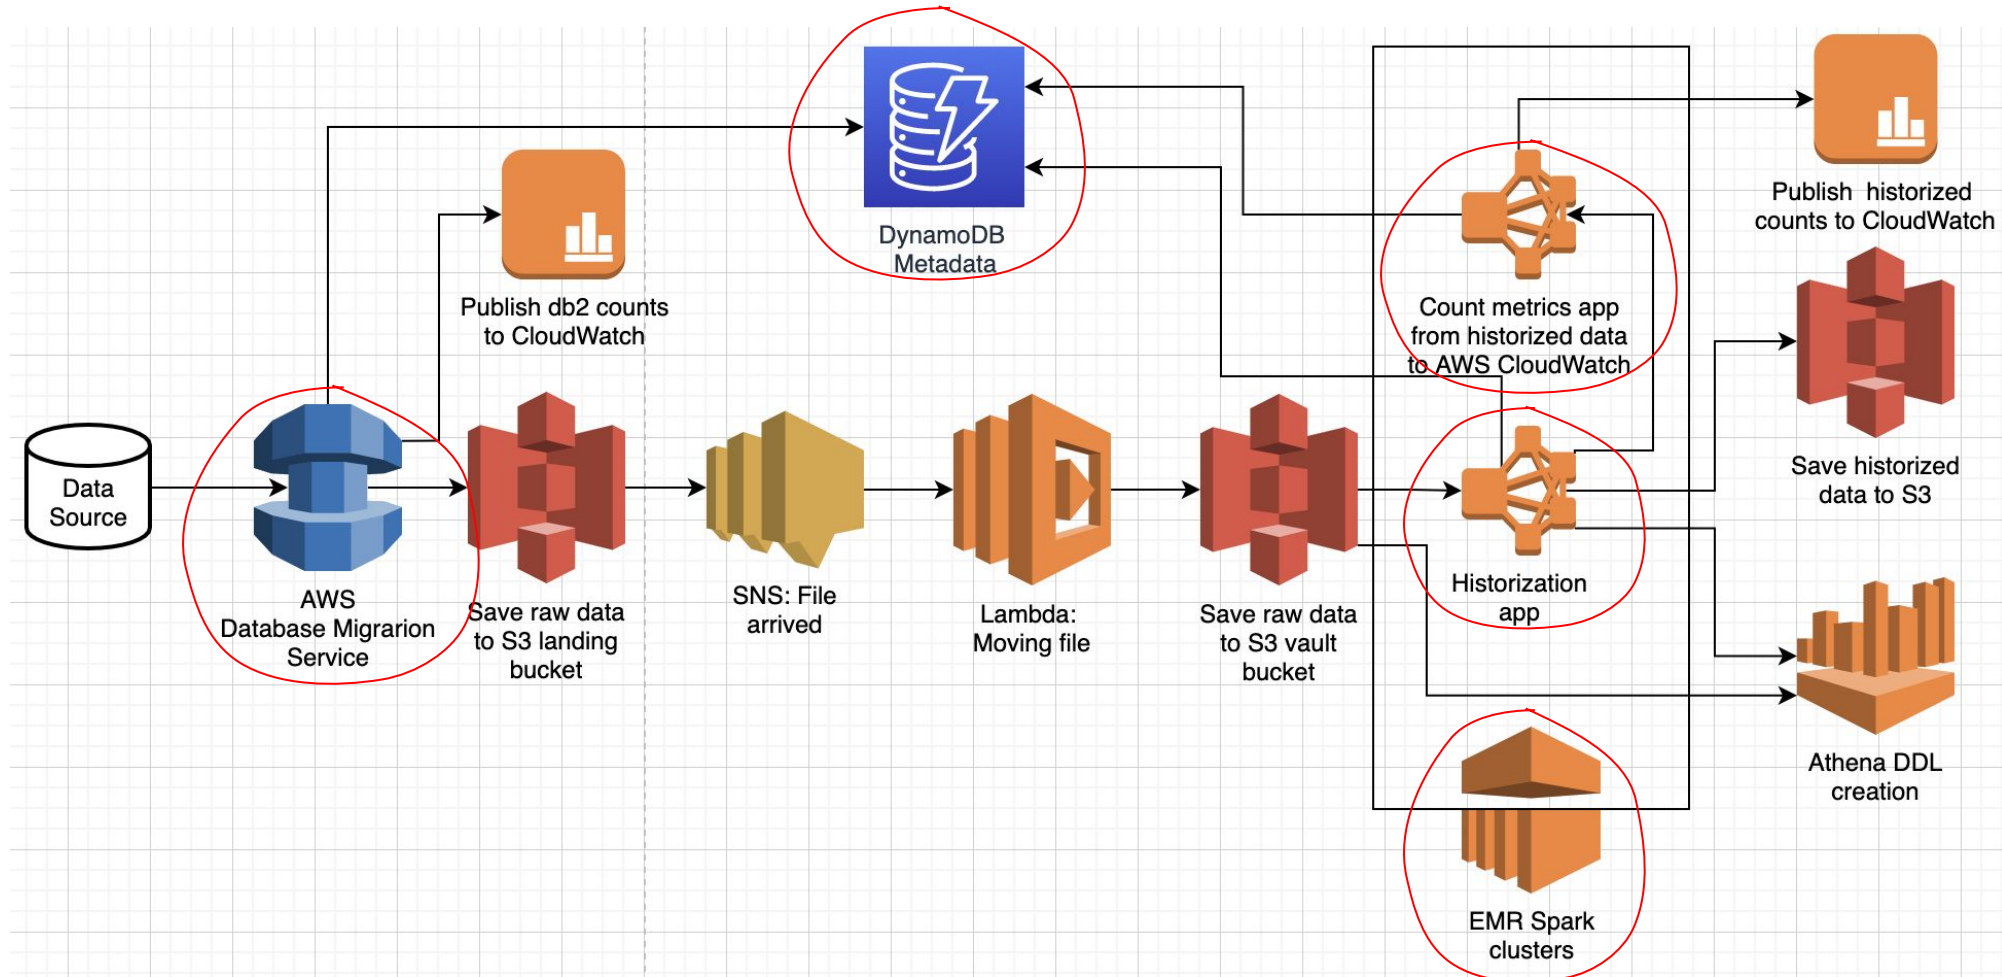 DynamoDB
Metadata
Publish db2 counts
to CloudWatch
Publish  historized
counts to CloudWatch
Count metrics app
from historized data
to AWS CloudWatch
Data
Source
AWS
Database Migrarion
Service
Save raw data
to S3 landing
bucket
SNS: File
arrived
Lambda:
Moving file
Save raw data
to S3 vault
bucket
Historization
app
Save historized
data to S3
Athena DDL
creation
EMR Spark
clusters